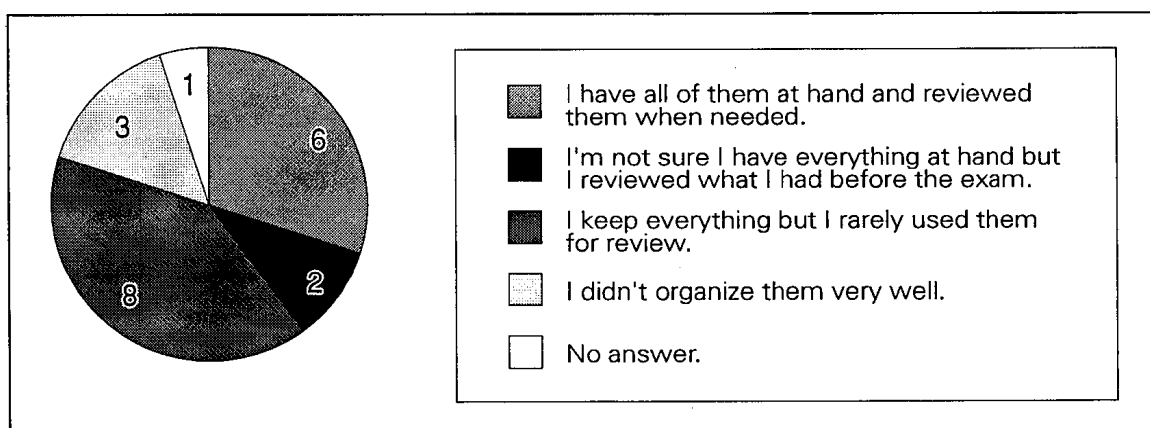 1
3
6
2
8
I have all of them at hand and reviewed
them when needed.
I'm not sure I have everything at hand but
I reviewed what I had before the exam.
I keep everything but I rarely used them
for review.
I didn't organize them very well.
No answer.